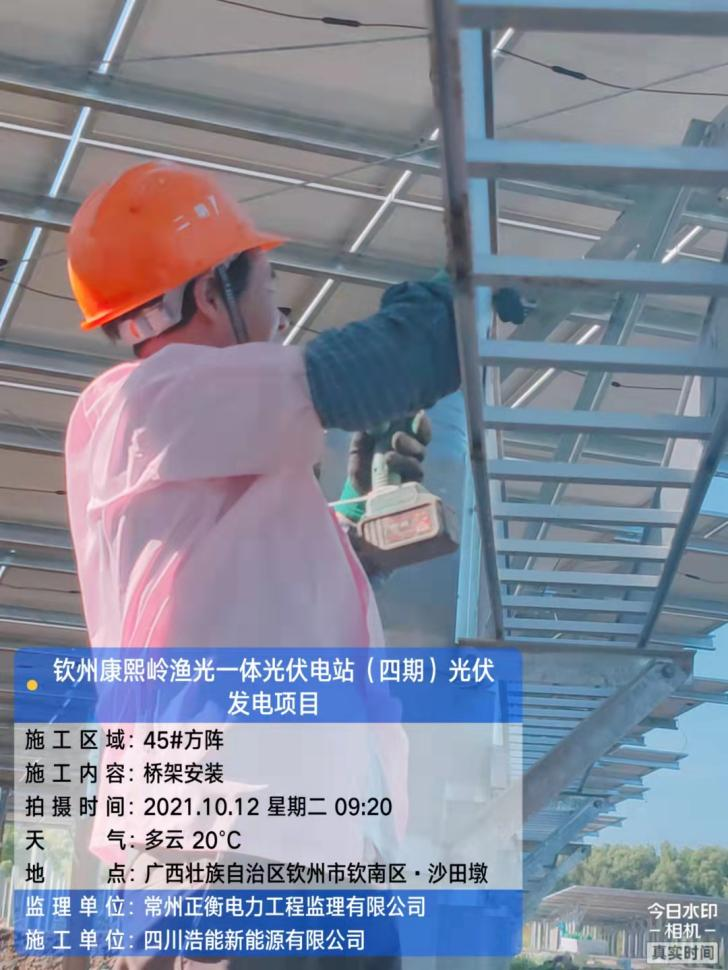 钦州康熙岭渔光一体光伏电站（四期）光伏
发电项目
施工区域：45#方阵
施工内容：桥架安装
拍摄时间：2021.10.12 星期二 09:20
天气：多云 20°C
地点：广西壮族自治区钦州市钦南区·沙田墩
监理单位：常州正衡电力工程监理有限公司
施工单位：四川浩能新能源有限公司
今日水印
-相机-
真实时间